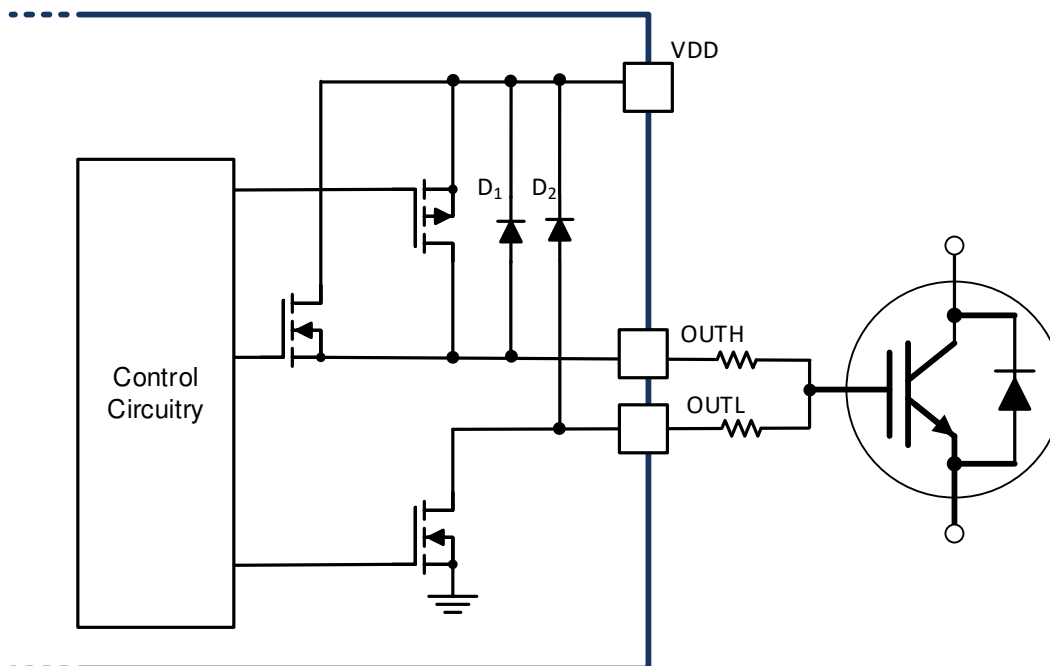 VDD
D₁
D₂
OUTH
OUTL
Control
Circuitry